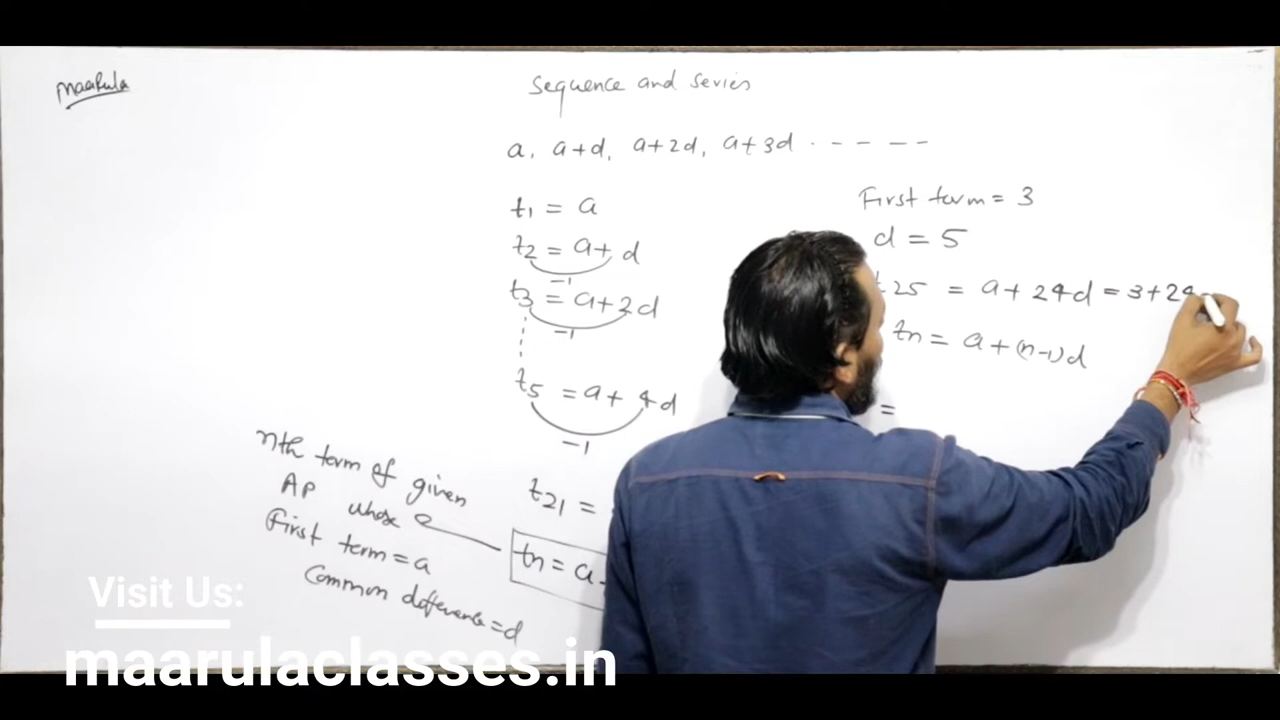 maarula
Sequence and series
a, a+d, a+2d, a+3d - - - - -
t1 = a
t2 = a+d
-1
t3 = a+2d
-1
t5 = a+4d
-1
t21 =
tn = a
nth term of given
AP whose
First term = a
Common difference = d
First term = 3
d = 5
25 = a+24d = 3+24
tn = a+(n-1)d
=
Visit Us:
maarulaclasses.in